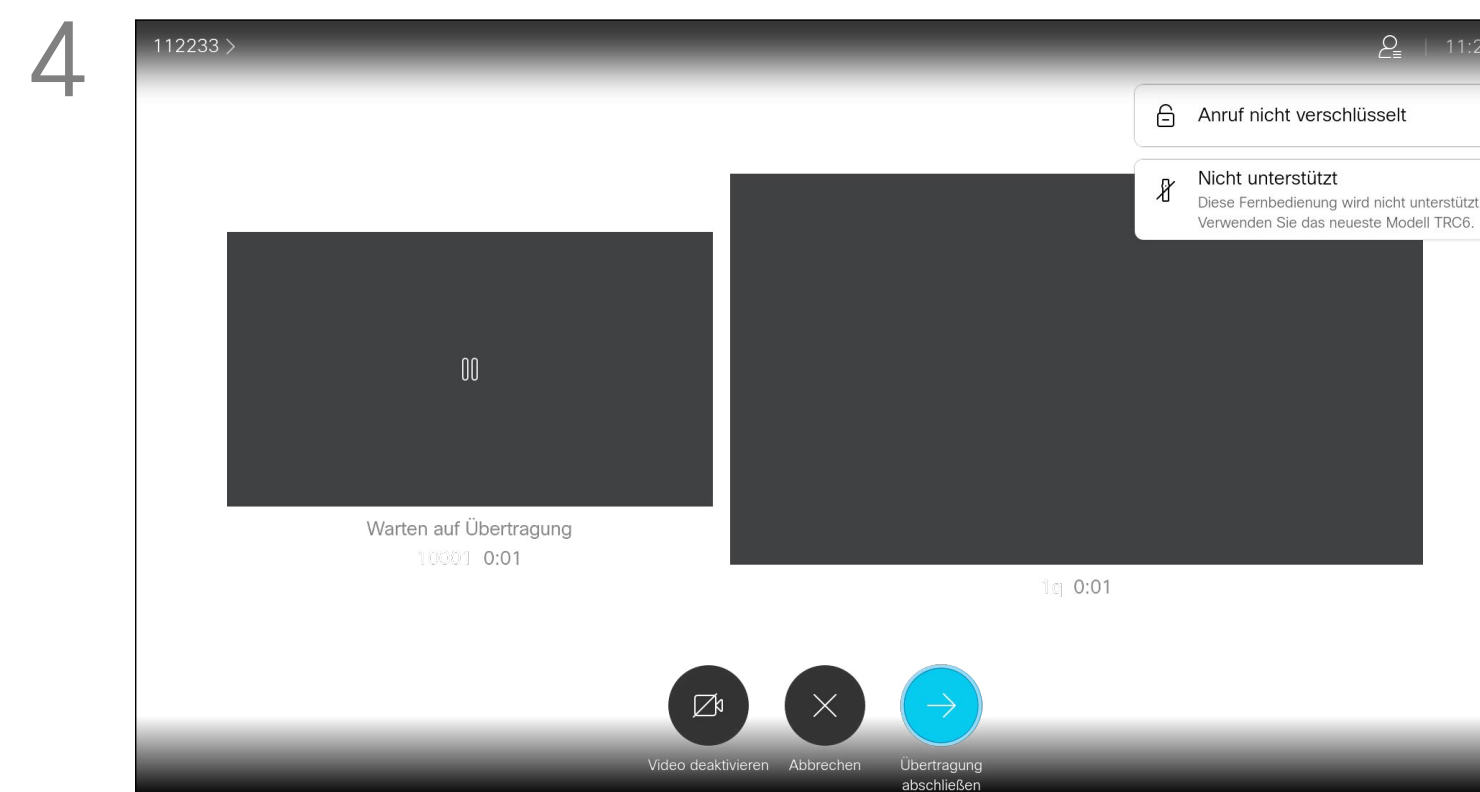 4
112233
Anruf nicht verschlüsselt
Nicht unterstützt
Diese Fernbedienung wird nicht unterstützt
Verwenden Sie das neueste Modell TRC6.
Warten auf Übertragung
10001 0:01
1q 0:01
Video deaktivieren Abbrechen Übertragung
abschließen